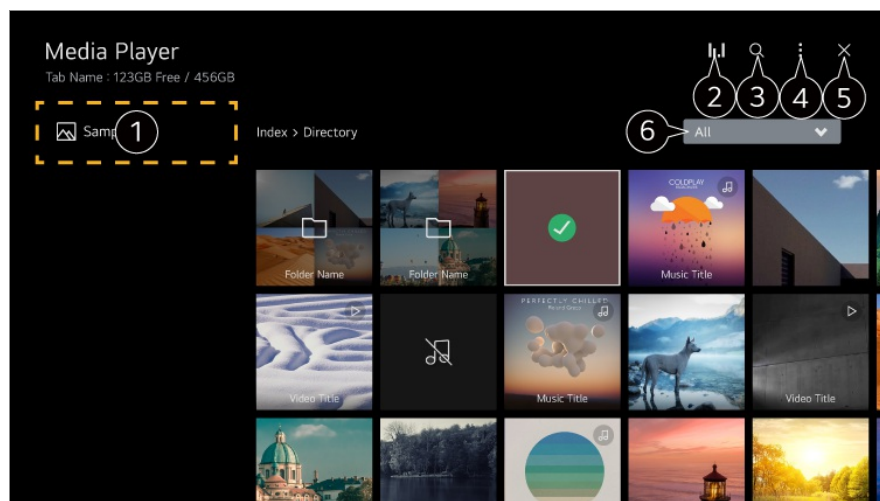 Media Player
Tab Name : 123GB Free / 456GB
2
3
4
5
1
Index > Directory
6
All
Folder Name
Folder Name
COLDPLAY
Music Title
Video Title
PERFECTLY CHILLED
Music Title
Video Title